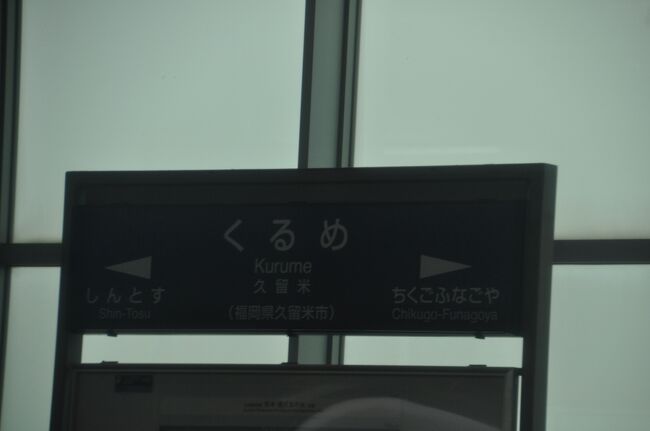 くるめ
Kurume
久留米
(福岡県久留米市)
しんとす
Shin-Tosu
ちくごふなごや
Chikugo-Funagoya